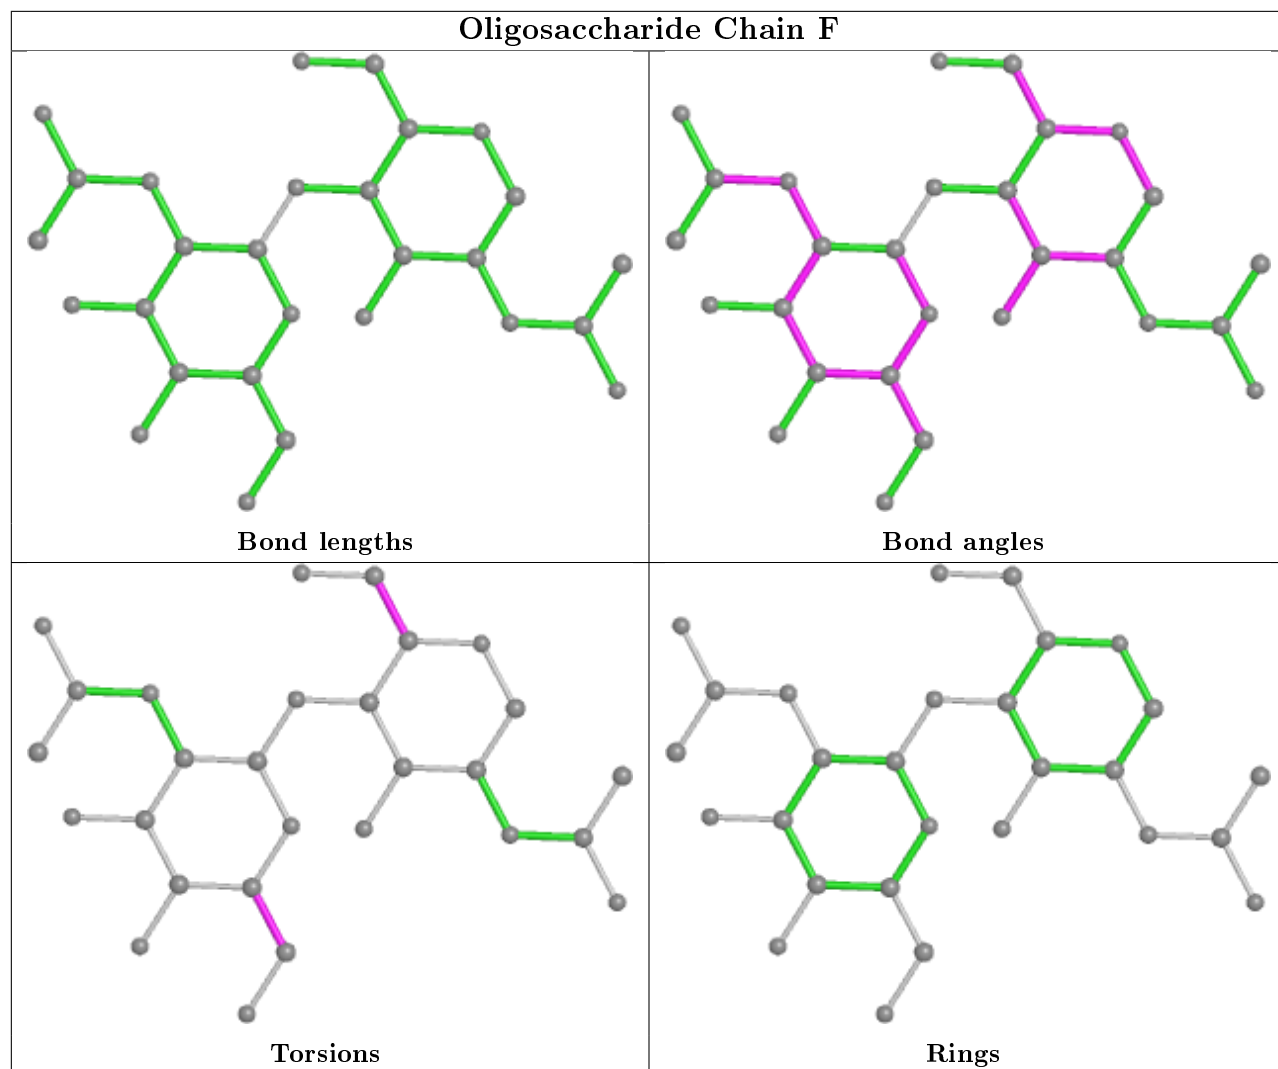 Oligosaccharide Chain F
Bond lengths
Bond angles
Torsions
Rings